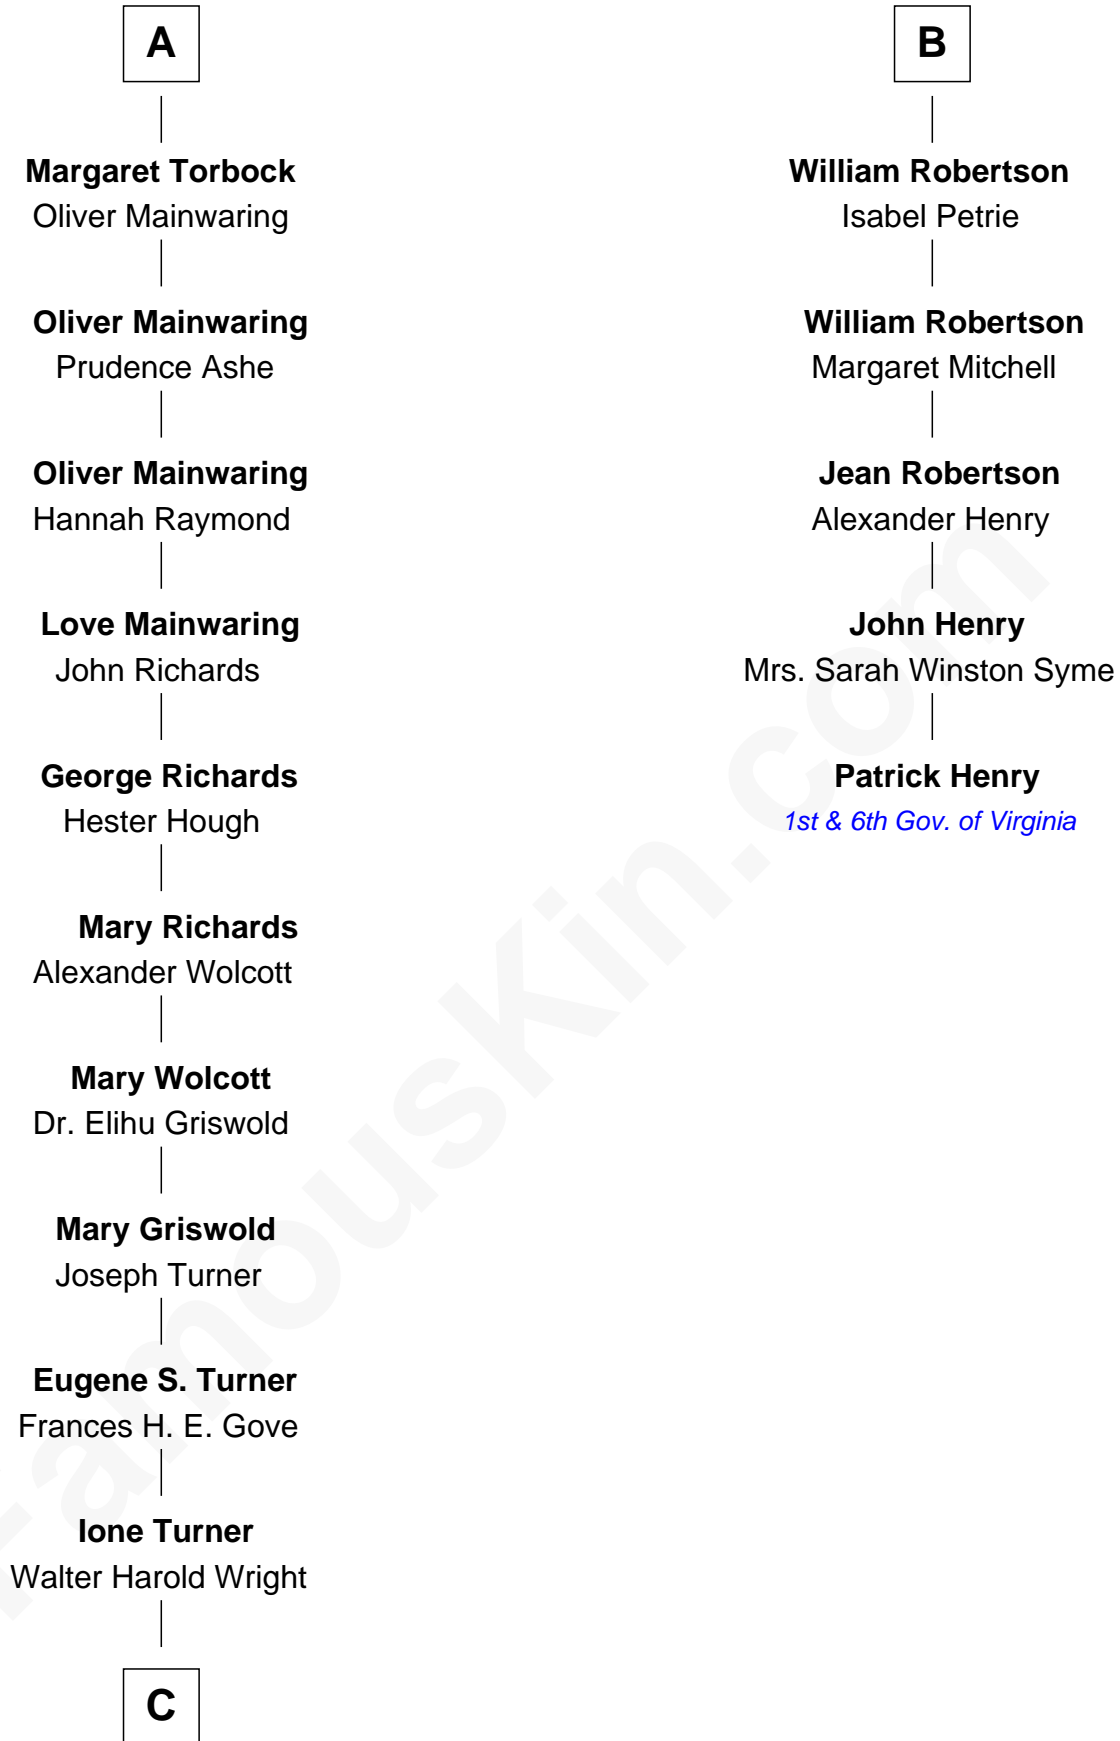 A
Margaret Torbock
Oliver Mainwaring
Oliver Mainwaring
Prudence Ashe
Oliver Mainwaring
Hannah Raymond
Love Mainwaring
John Richards
George Richards
Hester Hough
Mary Richards
Alexander Wolcott
Mary Wolcott
Dr. Elihu Griswold
Mary Griswold
Joseph Turner
Eugene S. Turner
Frances H. E. Gove
Ione Turner
Walter Harold Wright
C
B
William Robertson
Isabel Petrie
William Robertson
Margaret Mitchell
Jean Robertson
Alexander Henry
John Henry
Mrs. Sarah Winston Syme
Patrick Henry
1st & 6th Gov. of Virginia
FamousKin.com